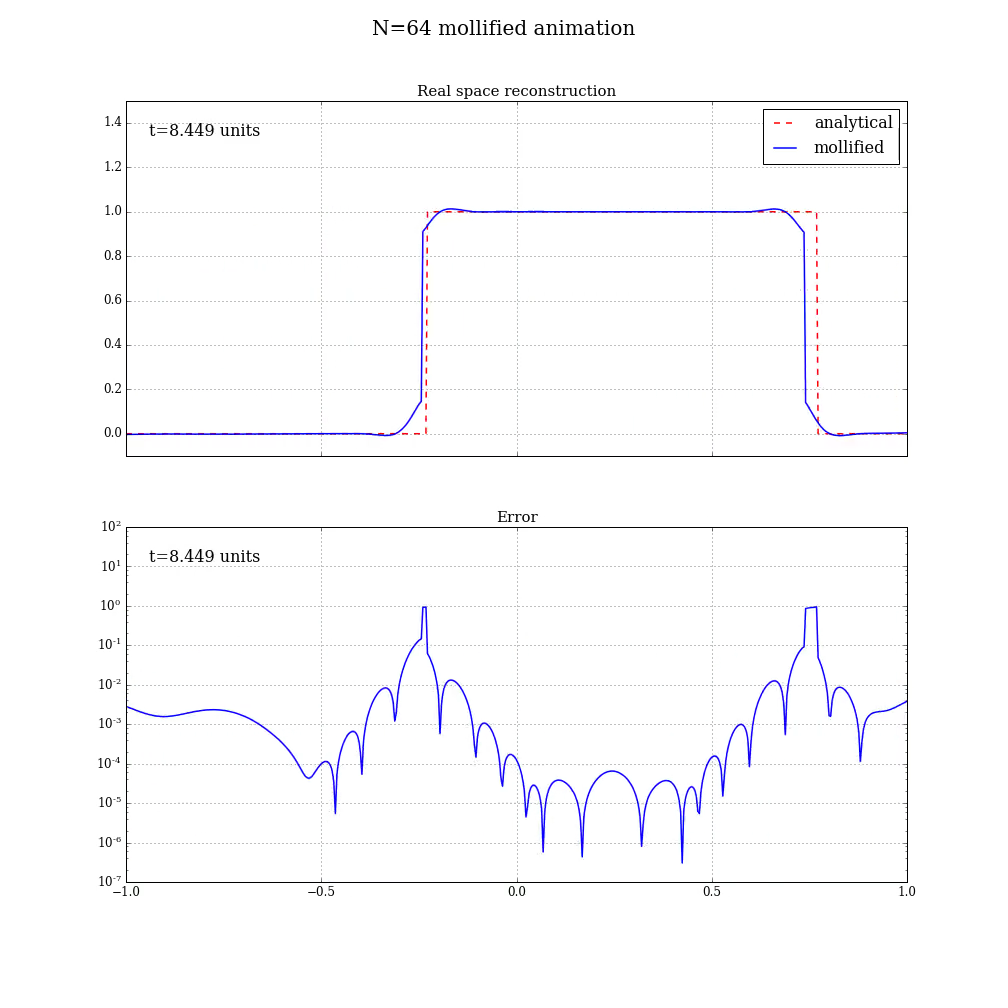 N=64 mollified animation
Real space reconstruction
t=8.449 units
analytical
mollified
1.4
1.2
1.0
0.8
0.6
0.4
0.2
0.0
Error
t=8.449 units
10²
10¹
10⁰
10⁻¹
10⁻²
10⁻³
10⁻⁴
10⁻⁵
10⁻⁶
10⁻⁷
−1.0 −0.5 0.0 0.5 1.0